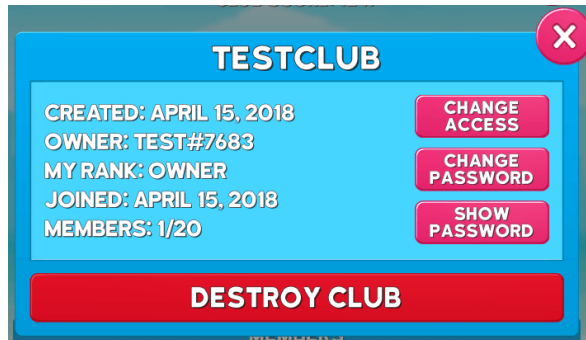 TESTCLUB
CREATED: APRIL 15, 2018
OWNER: TEST#7683
MY RANK: OWNER
JOINED: APRIL 15, 2018
MEMBERS: 1/20
CHANGE
ACCESS
CHANGE
PASSWORD
SHOW
PASSWORD
DESTROY CLUB
MEMBERS